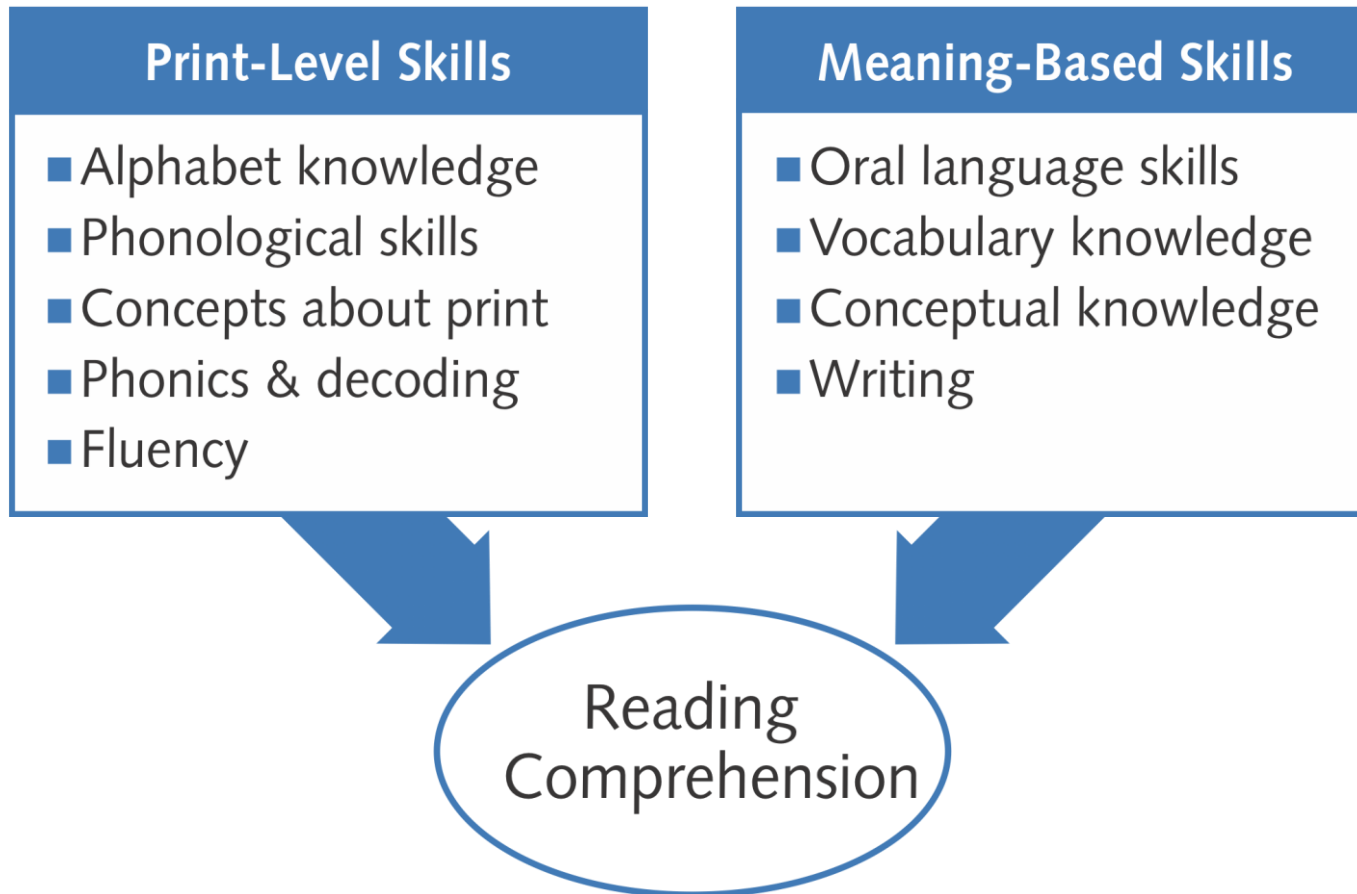 Print-Level Skills
Alphabet knowledge
Phonological skills
Concepts about print
Phonics & decoding
Fluency
Meaning-Based Skills
Oral language skills
Vocabulary knowledge
Conceptual knowledge
Writing
Reading
Comprehension